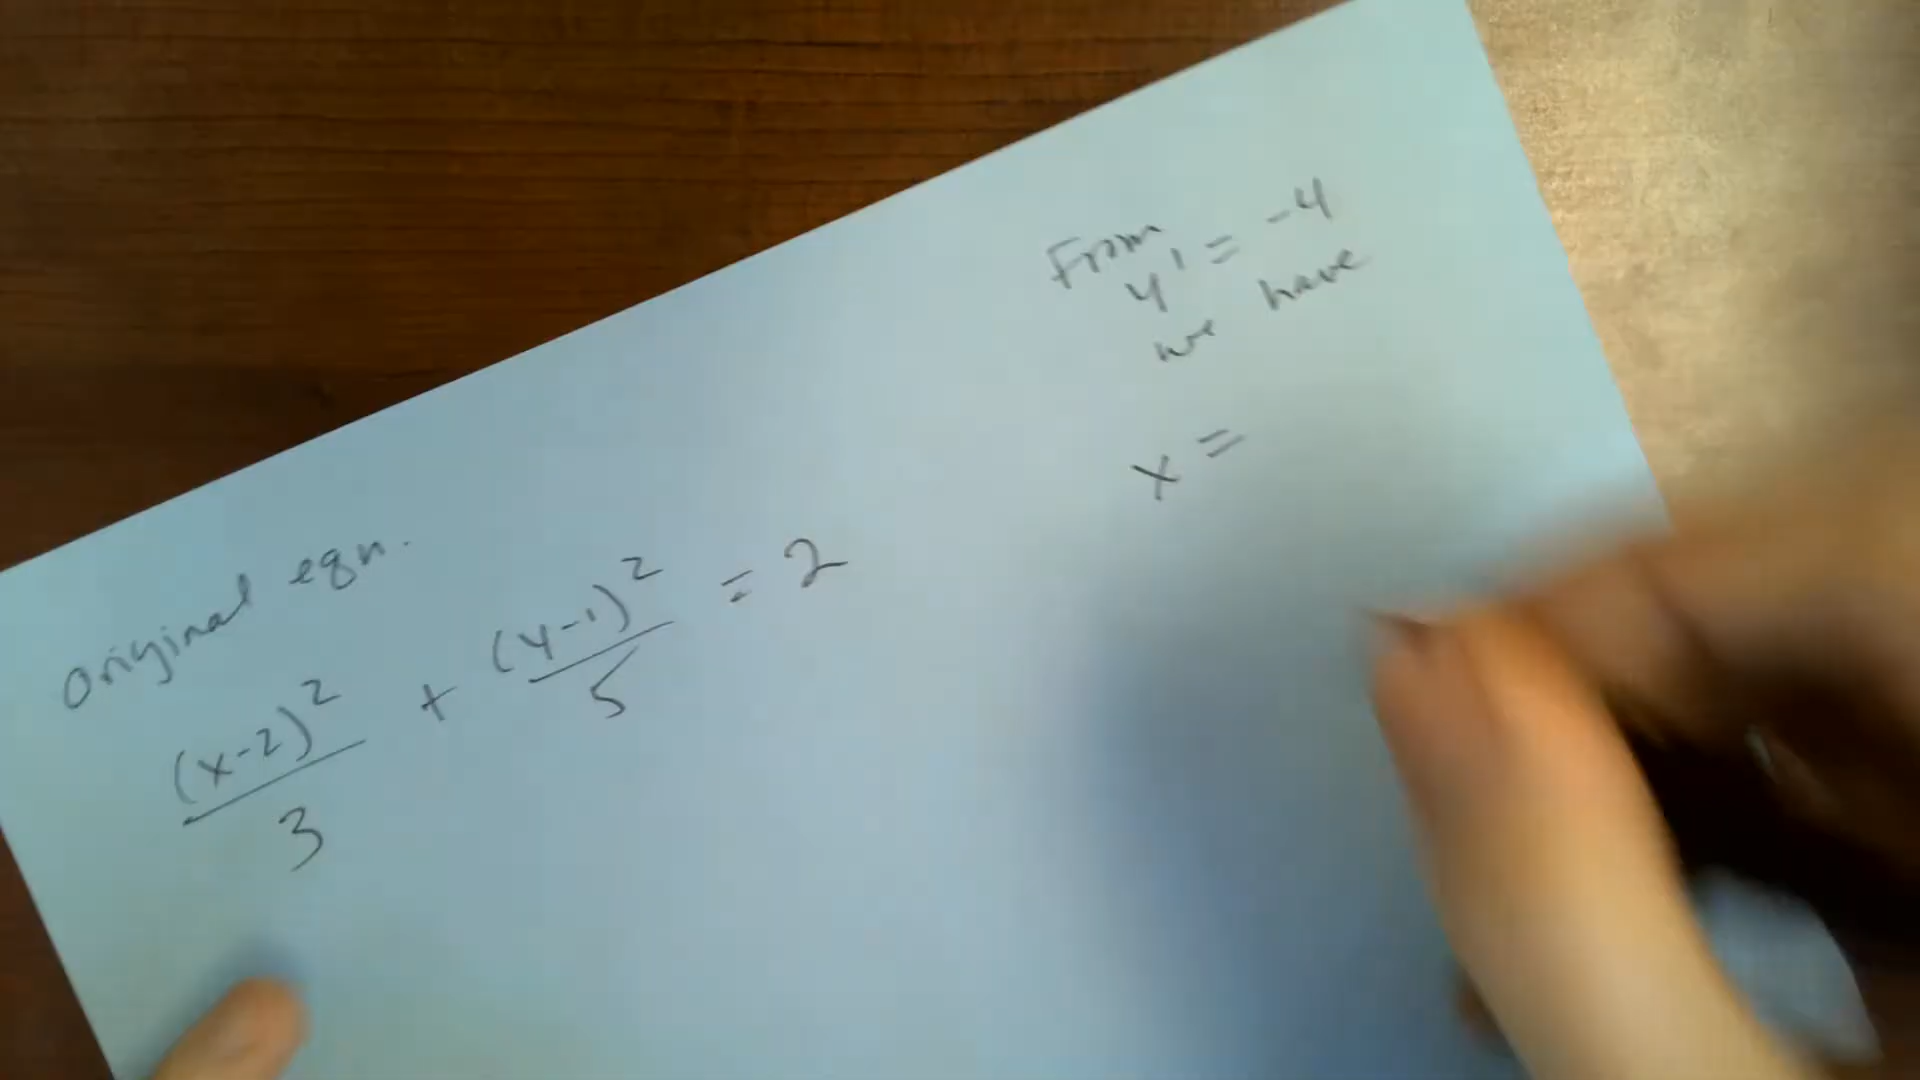 Original eqn.
(x-2)²/3 + (y-1)²/5 = 2
From
y' = -4
we have
x =